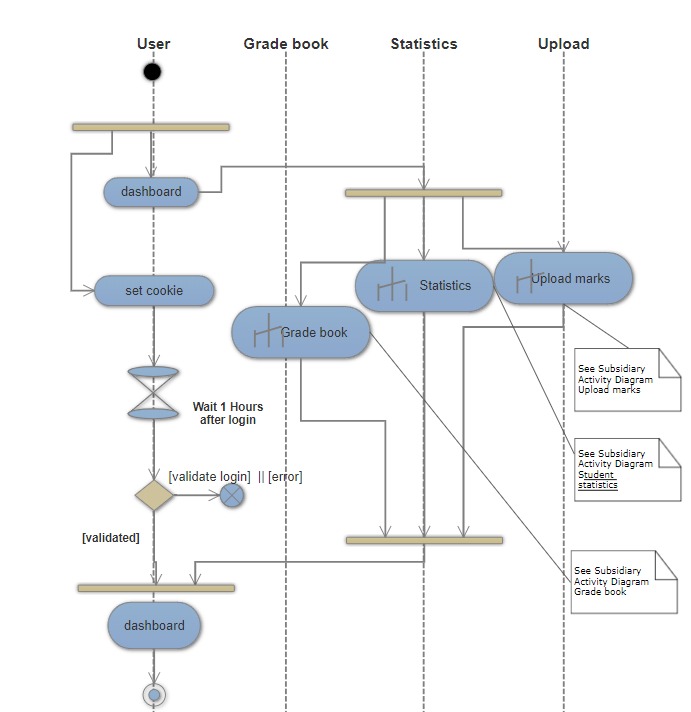 User
Grade book
Statistics
Upload
dashboard
set cookie
Statistics
Upload marks
Grade book
See Subsidiary
Activity Diagram
Upload marks
Wait 1 Hours
after login
See Subsidiary
Activity Diagram
Student
statistics
[validate login]  || [error]
[validated]
See Subsidiary
Activity Diagram
Grade book
dashboard